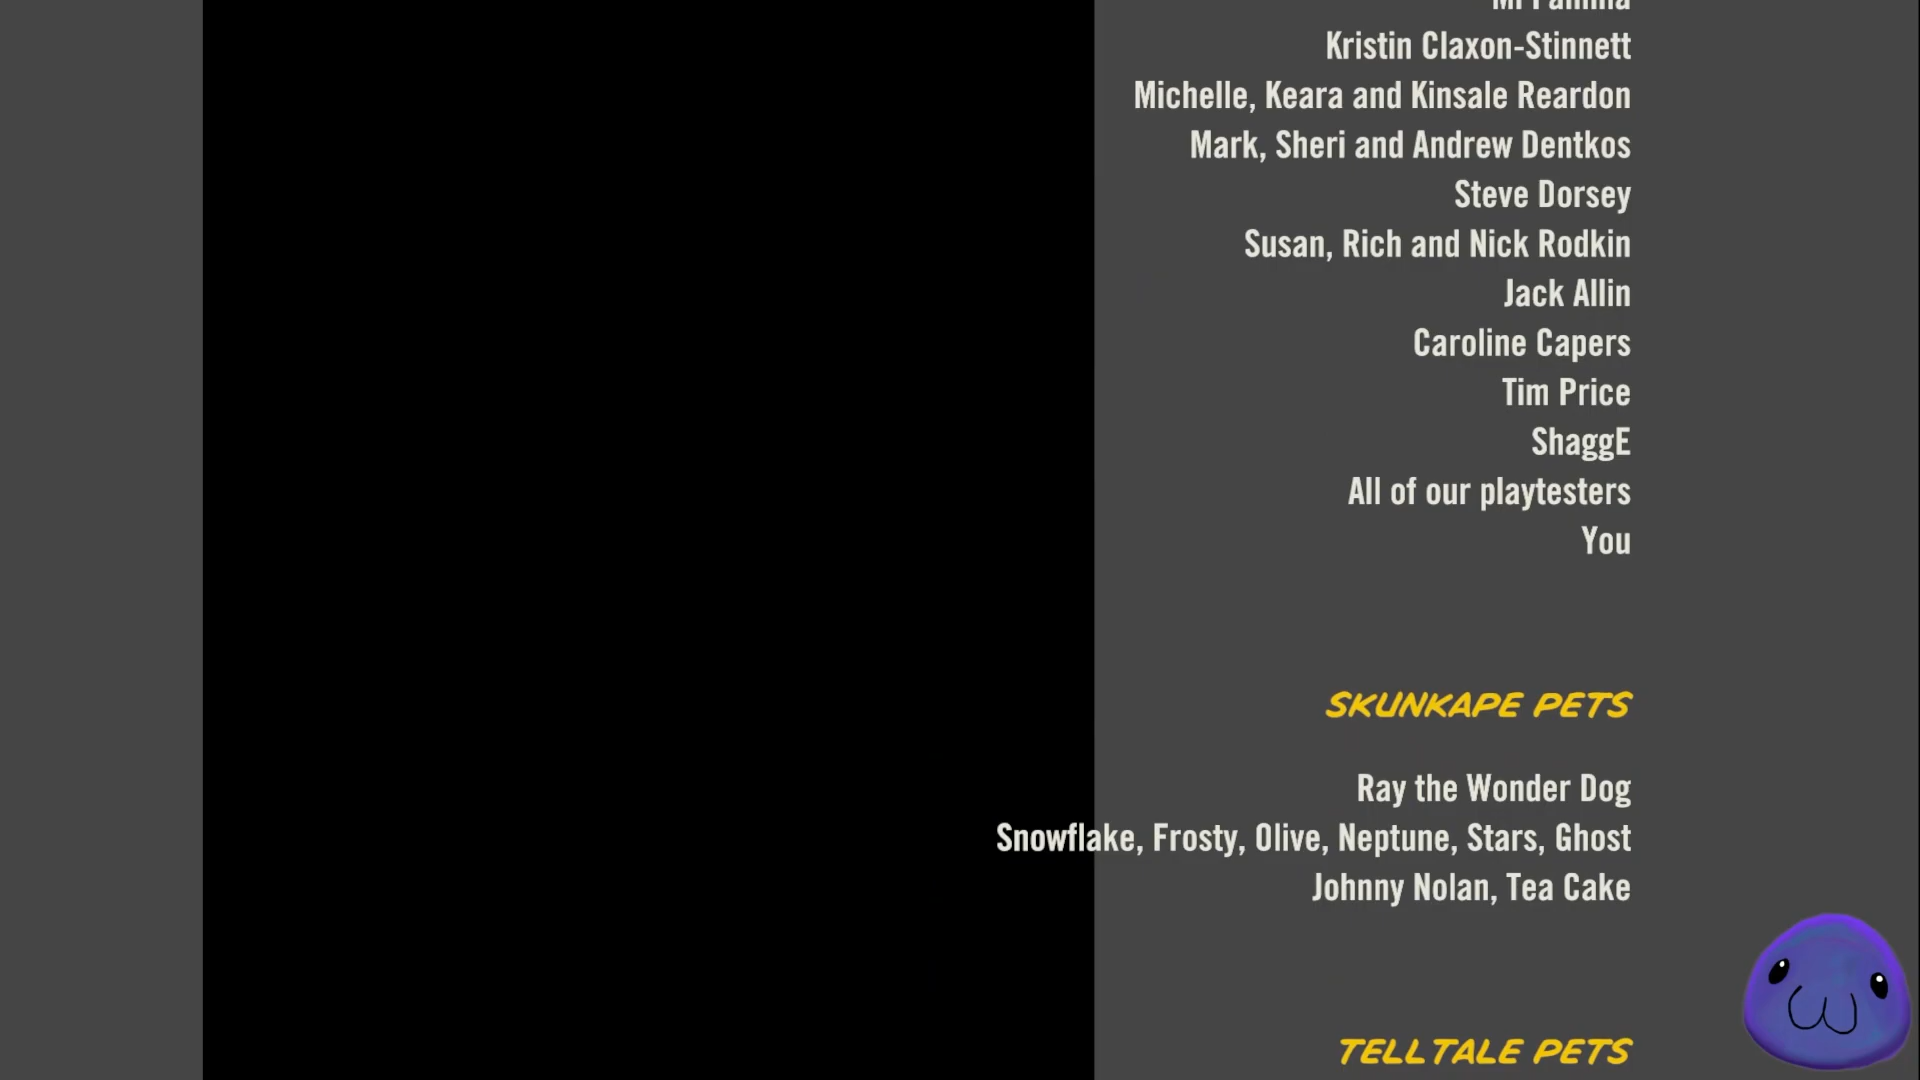 Kristin Claxon-Stinnett
Michelle, Keara and Kinsale Reardon
Mark, Sheri and Andrew Dentkos
Steve Dorsey
Susan, Rich and Nick Rodkin
Jack Allin
Caroline Capers
Tim Price
ShaggE
All of our playtesters
You
SKUNKAPE PETS
Ray the Wonder Dog
Snowflake, Frosty, Olive, Neptune, Stars, Ghost
Johnny Nolan, Tea Cake
TELLTALE PETS